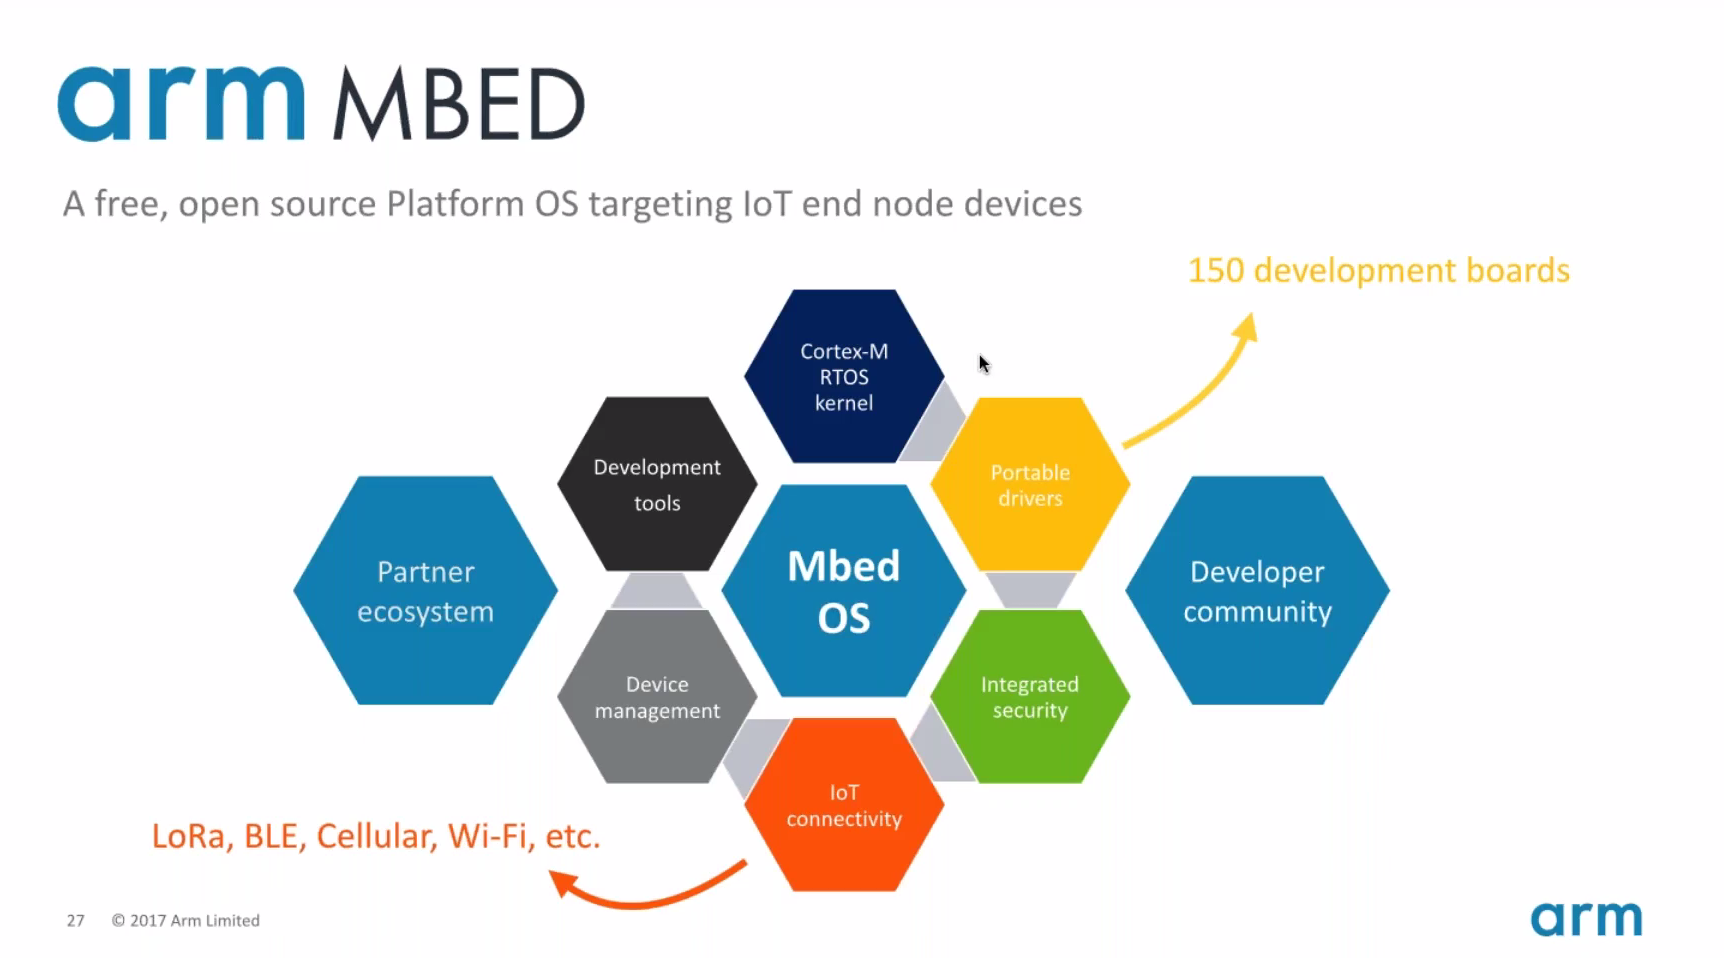 arm MBED
A free, open source Platform OS targeting IoT end node devices
150 development boards
Cortex-M
RTOS
kernel
Development
tools
Portable
drivers
Partner
ecosystem
Mbed
OS
Developer
community
Device
management
Integrated
security
IoT
connectivity
LoRa, BLE, Cellular, Wi-Fi, etc.
27 © 2017 Arm Limited
arm